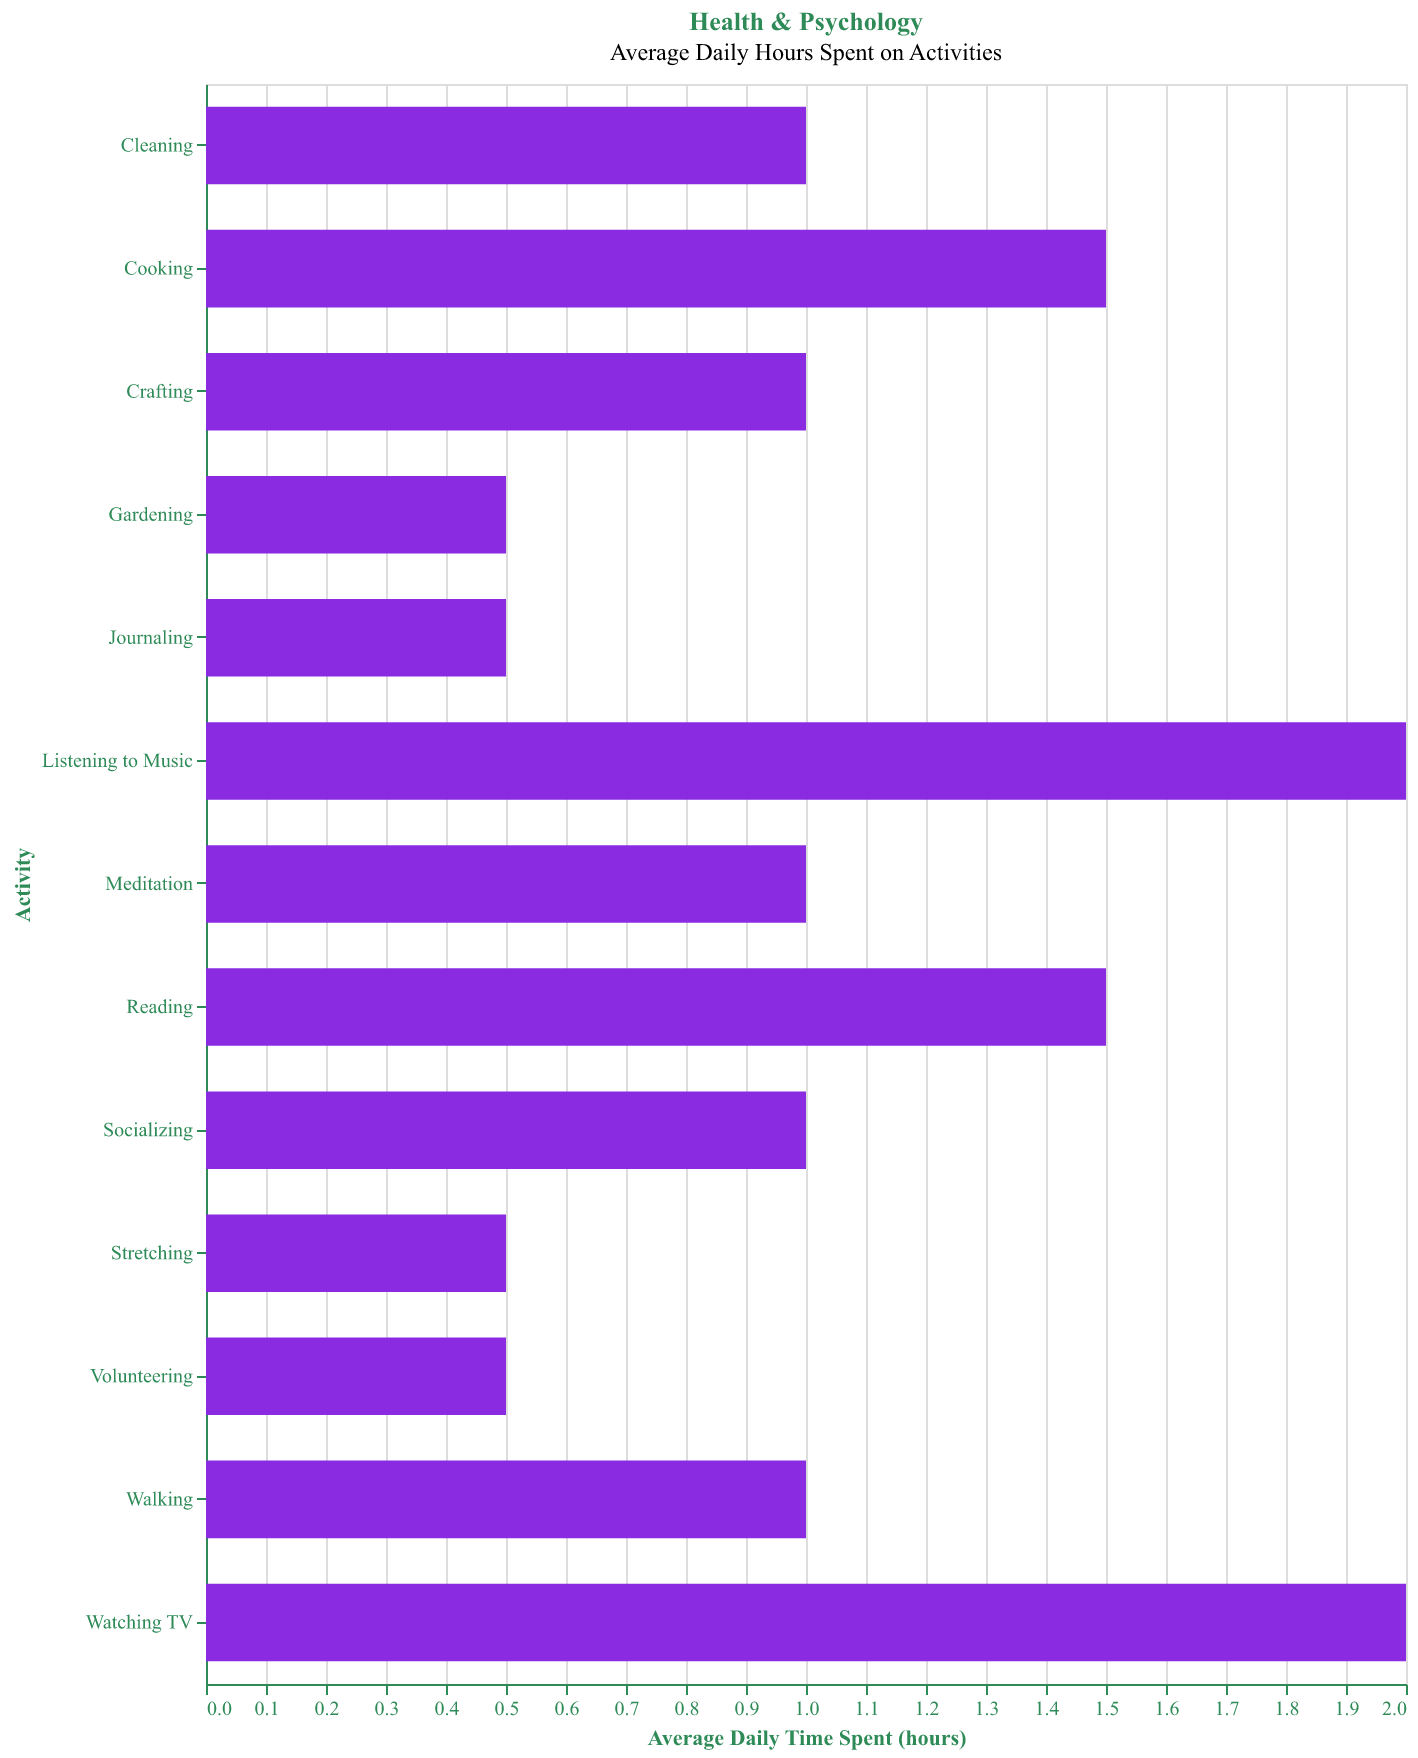 Health & Psychology
Average Daily Hours Spent on Activities
Cleaning
Cooking
Crafting
Gardening
Journaling
Listening to Music
Meditation
Reading
Socializing
Stretching
Volunteering
Walking
Watching TV
Activity
0.0 0.1 0.2 0.3 0.4 0.5 0.6 0.7 0.8 0.9 1.0 1.1 1.2 1.3 1.4 1.5 1.6 1.7 1.8 1.9 2.0
Average Daily Time Spent (hours)